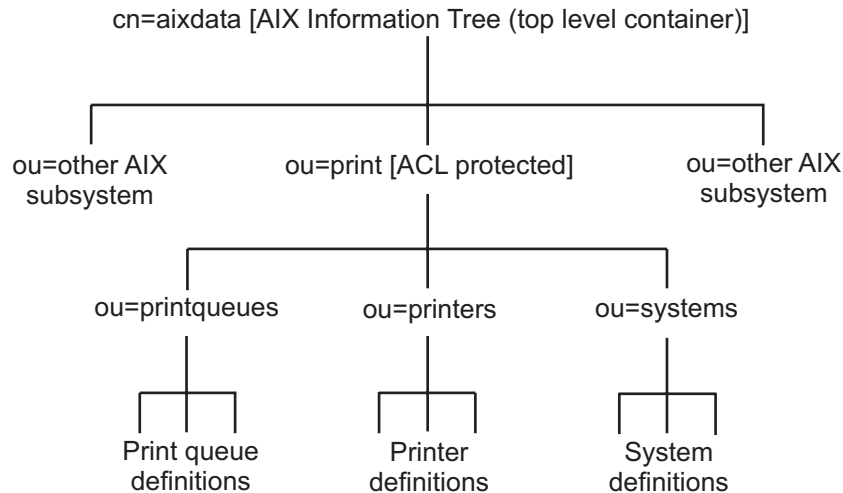 cn=aixdata [AIX Information Tree (top level container)]
ou=other AIX
subsystem
ou=print [ACL protected]
ou=other AIX
subsystem
ou=printqueues
ou=printers
ou=systems
Print queue
definitions
Printer
definitions
System
definitions